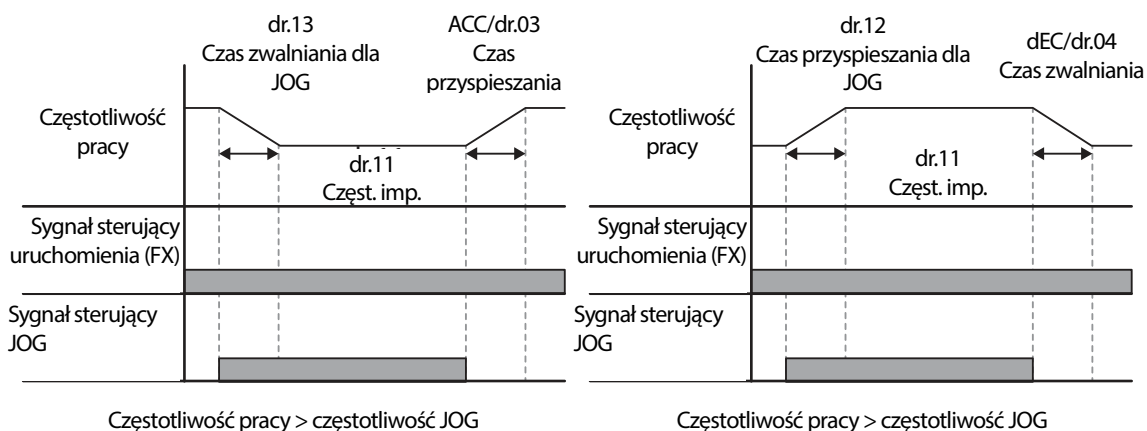 dr.13
Czas zwalniania dla
JOG
ACC/dr.03
Czas
przyspieszania
Częstotliwość
pracy
dr.11
Częst. imp.
Sygnał sterujący
uruchomienia (FX)
Sygnał sterujący
JOG
Częstotliwość pracy > częstotliwość JOG
dr.12
Czas przyspieszania dla
JOG
dEC/dr.04
Czas zwalniania
Częstotliwość
pracy
dr.11
Częst. imp.
Sygnał sterujący
uruchomienia (FX)
Sygnał sterujący
JOG
Częstotliwość pracy > częstotliwość JOG